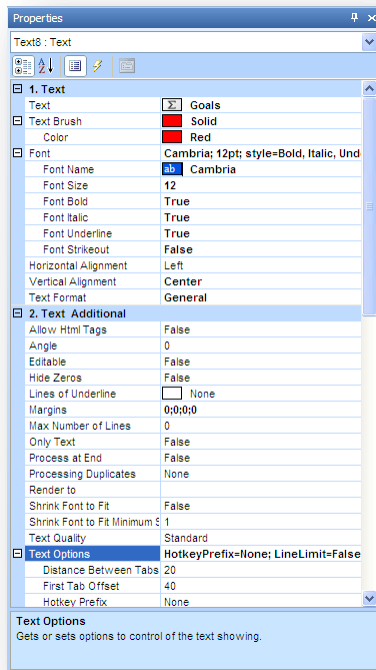 Properties
Text8 : Text
A
Z
1. Text
Text Σ Goals
Text Brush Solid
Color Red
Font Cambria; 12pt; style=Bold, Italic, Und
Font Name ab Cambria
Font Size 12
Font Bold True
Font Italic True
Font Underline True
Font Strikeout False
Horizontal Alignment Left
Vertical Alignment Center
Text Format General
2. Text Additional
Allow Html Tags False
Angle 0
Editable False
Hide Zeros False
Lines of Underline None
Margins 0;0;0;0
Max Number of Lines 0
Only Text False
Process at End False
Processing Duplicates None
Render to
Shrink Font to Fit False
Shrink Font to Fit Minimum S 1
Text Quality Standard
Text Options HotkeyPrefix=None; LineLimit=False
Distance Between Tabs 20
First Tab Offset 40
Hotkey Prefix None
Text Options
Gets or sets options to control of the text showing.